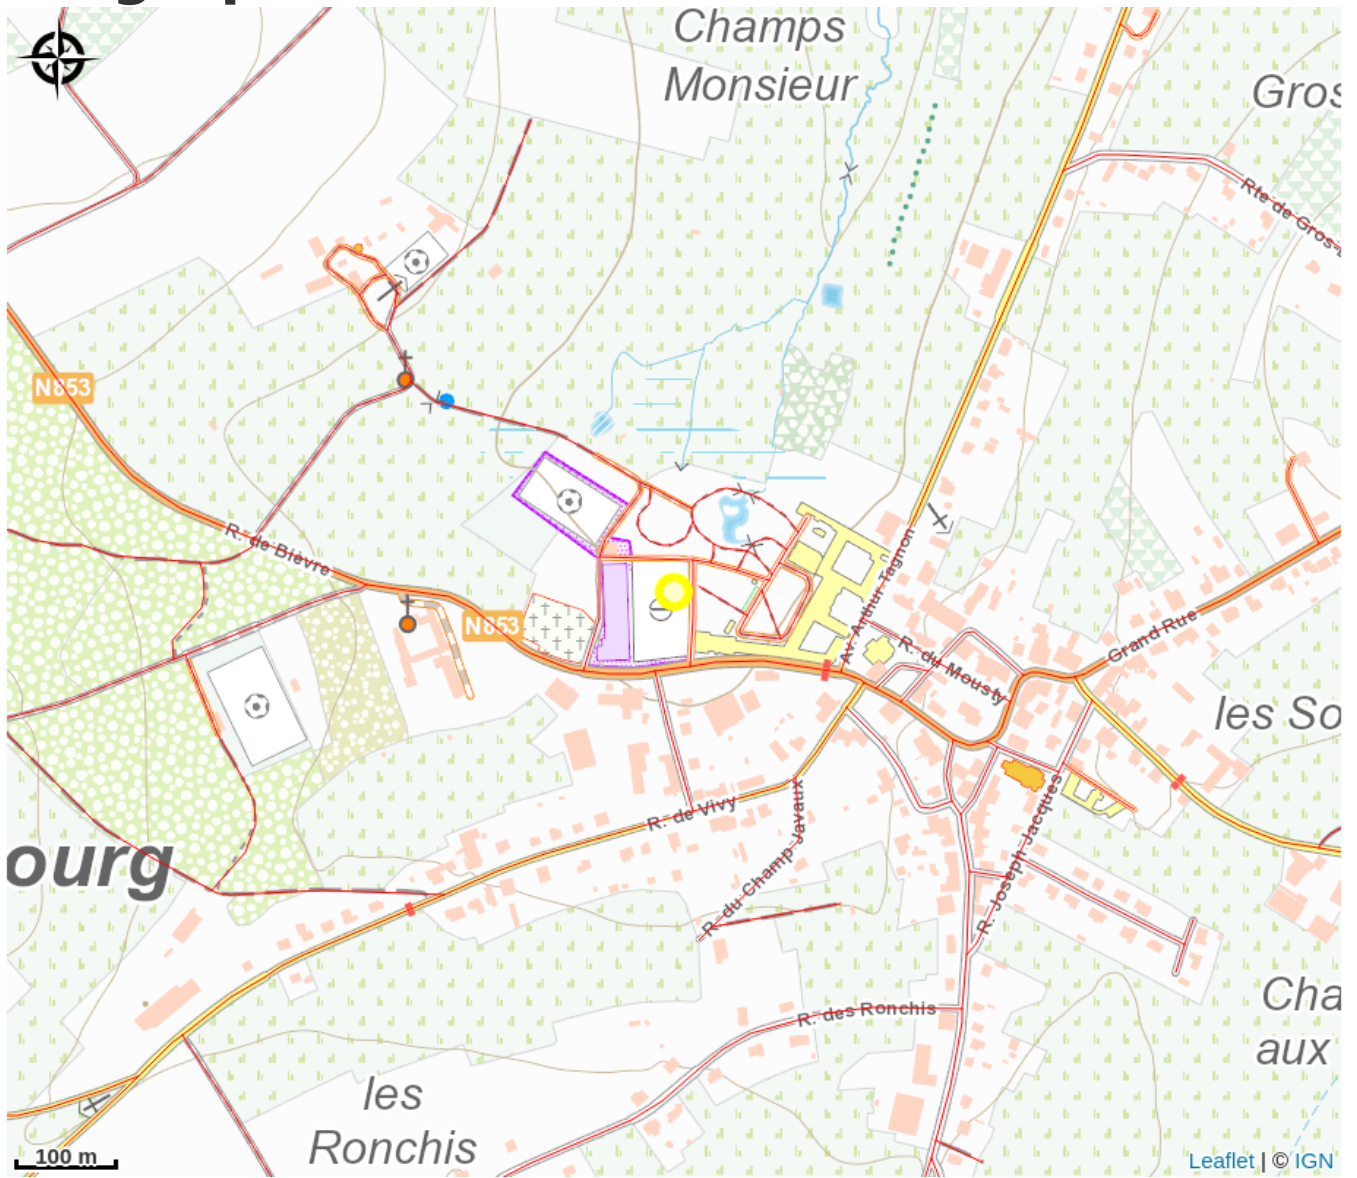 Champs
Monsieur
Gros
Rte de Gros-
N853
R. de Bièvre
N853
Av. Arthur Tagnon
R. du Mousty
Grand Rue
les So
R. de Vivy
R. du Champ Javaux
R. Joseph Jacques
ourg
R. des Ronchis
Cha
aux
les
Ronchis
100 m
Leaflet | © IGN